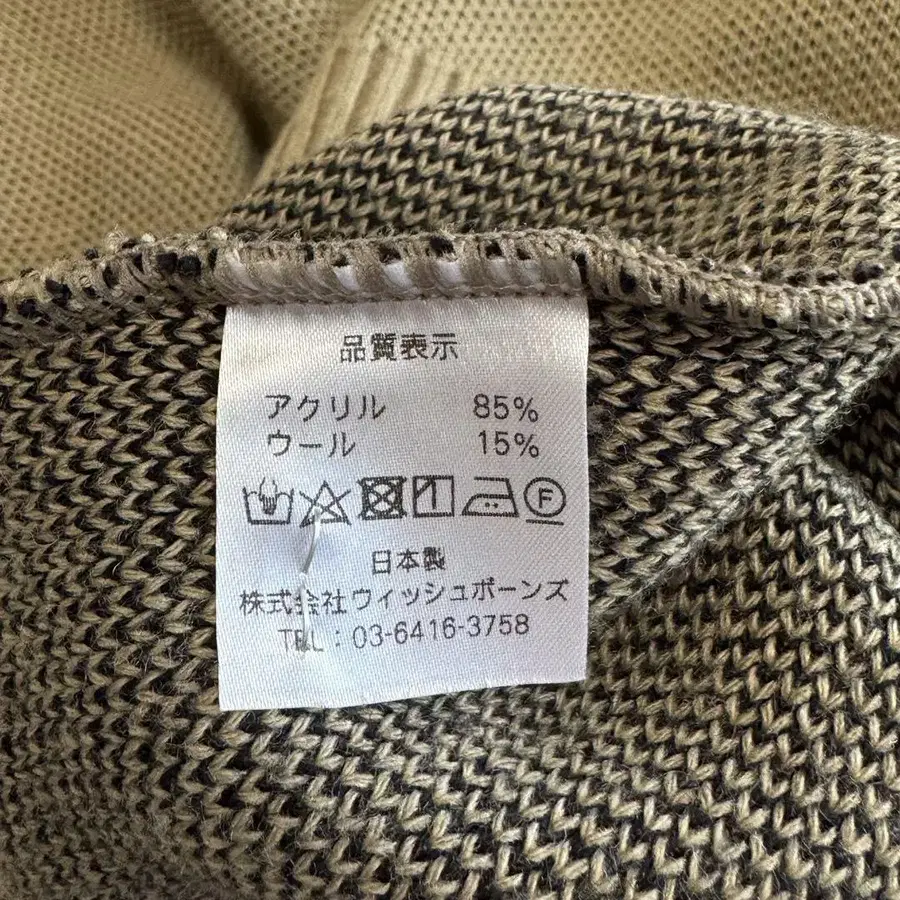 品質表示
アクリル 85%
ウール 15%
F
日本製
株式会社ウィッシュボーンズ
TEL : 03-6416-3758